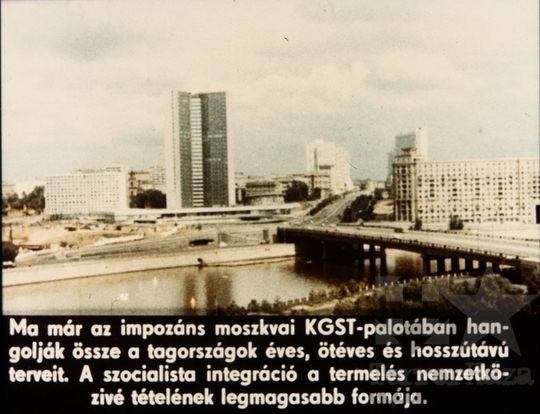 Ma már az impozáns moszkvai KGST-palotában han-
golják össze a tagországok éves, ötéves és hosszútávú
terveit. A szocialista integráció a termelés nemzetkö-
zivé tételének legmagasabb formája.